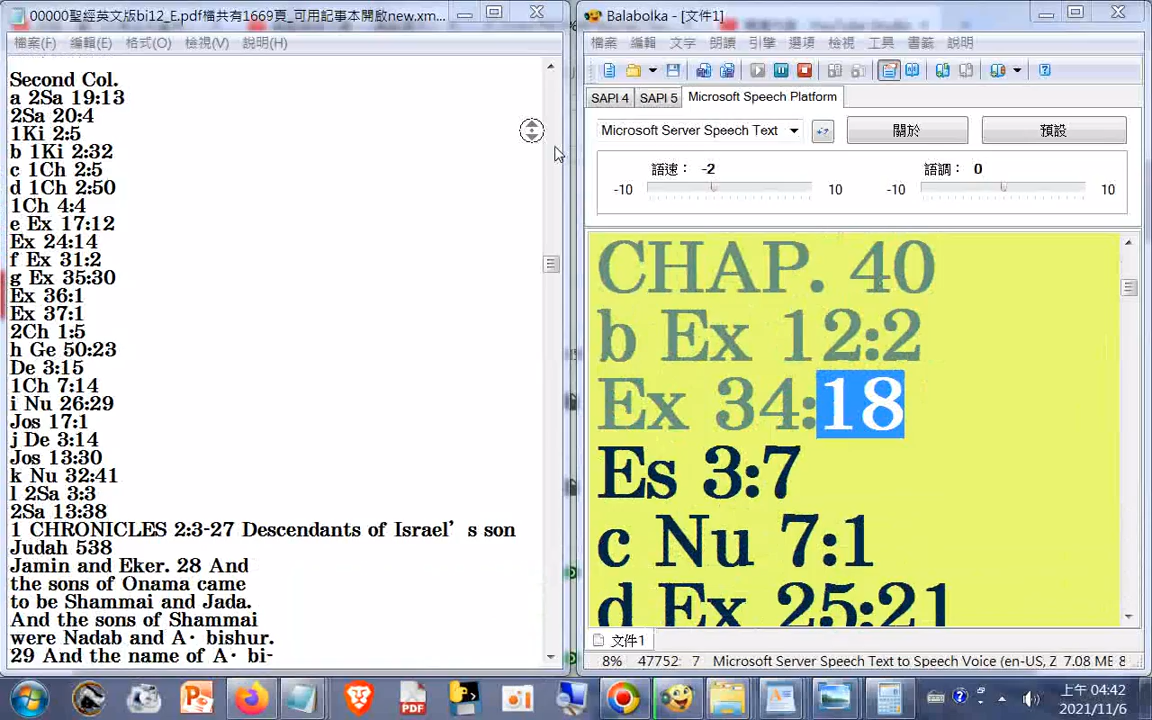 00000聖經英文版bi12_E.pdf檔共有1669頁_可用記事本開啟new.xm...
檔案(F) 編輯(E) 格式(O) 檢視(V) 說明(H)
Second Col.
a 2Sa 19:13
2Sa 20:4
1Ki 2:5
b 1Ki 2:32
c 1Ch 2:5
d 1Ch 2:50
1Ch 4:4
e Ex 17:12
Ex 24:14
f Ex 31:2
g Ex 35:30
Ex 36:1
Ex 37:1
2Ch 1:5
h Ge 50:23
De 3:15
1Ch 7:14
i Nu 26:29
Jos 17:1
j De 3:14
Jos 13:30
k Nu 32:41
l 2Sa 3:3
2Sa 13:38
1 CHRONICLES 2:3-27 Descendants of Israel’s son
Judah 538
Jamin and Eker. 28 And
the sons of Onama came
to be Shammai and Jada.
And the sons of Shammai
were Nadab and A·bishur.
29 And the name of A·bi-
Balabolka - [文件1]
檔案 編輯 文字 朗讀 引擎 選項 檢視 工具 書籤 說明
SAPI 4 SAPI 5 Microsoft Speech Platform
Microsoft Server Speech Text 關於 預設
語速： -2 語調： 0
-10 10 -10 10
CHAP. 40
b Ex 12:2
Ex 34:18
Es 3:7
c Nu 7:1
d Ex 25:21
文件1
8% 47752: 7 Microsoft Server Speech Text to Speech Voice (en-US, Z 7.08 MB 8
上午 04:42
2021/11/6